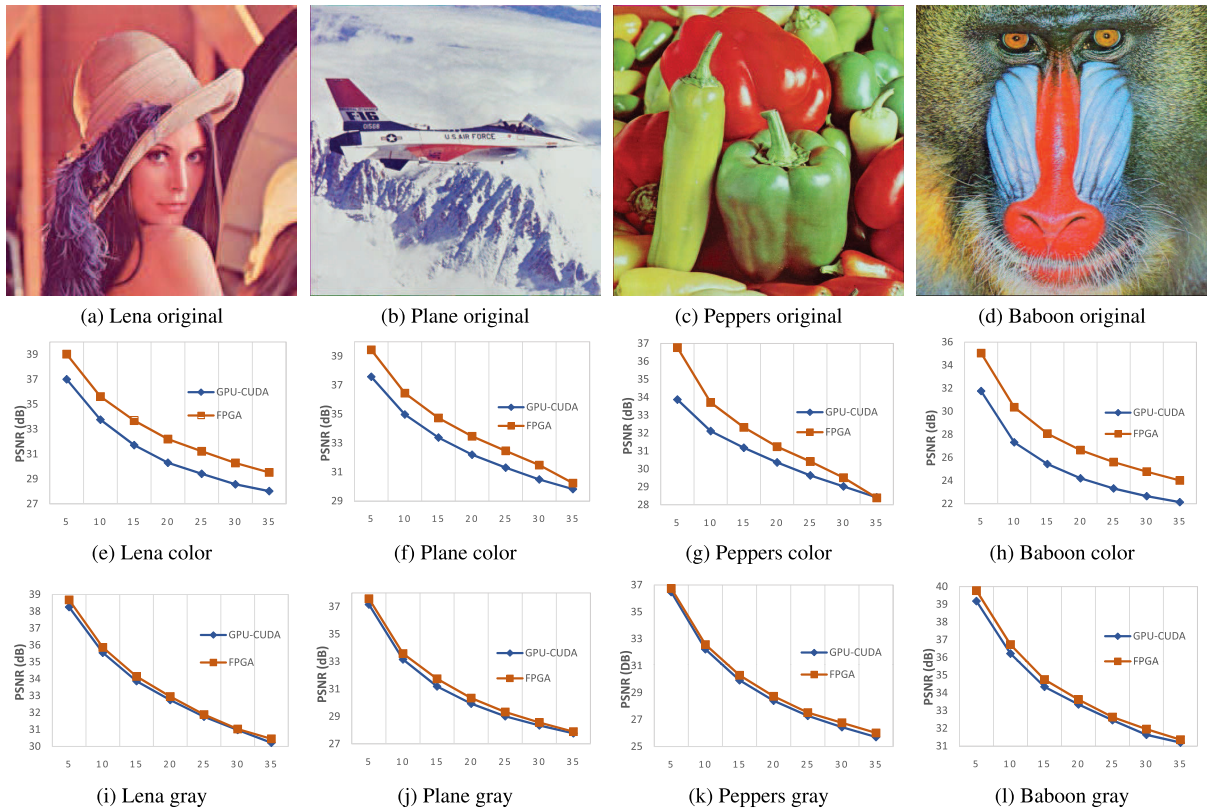 F-16
01568
U.S. AIR FORCE
(a) Lena original
(b) Plane original
(c) Peppers original
(d) Baboon original
39
37
35
33
31
29
27
PSNR (dB)
GPU-CUDA
FPGA
5 10 15 20 25 30 35
39
37
35
33
31
29
PSNR (dB)
GPU-CUDA
FPGA
5 10 15 20 25 30 35
37
36
35
34
33
32
31
30
29
28
PSNR (dB)
GPU-CUDA
FPGA
5 10 15 20 25 30 35
36
34
32
30
28
26
24
22
PSNR (dB)
GPU-CUDA
FPGA
5 10 15 20 25 30 35
(e) Lena color
(f) Plane color
(g) Peppers color
(h) Baboon color
39
38
37
36
35
34
33
32
31
30
PSNR (dB)
GPU-CUDA
FPGA
5 10 15 20 25 30 35
37
35
33
31
29
27
PSNR (dB)
GPU-CUDA
FPGA
5 10 15 20 25 30 35
37
35
33
31
29
27
25
PSNR (DB)
GPU-CUDA
FPGA
5 10 15 20 25 30 35
40
39
38
37
36
35
34
33
32
31
PSNR (dB)
GPU-CUDA
FPGA
5 10 15 20 25 30 35
(i) Lena gray
(j) Plane gray
(k) Peppers gray
(l) Baboon gray